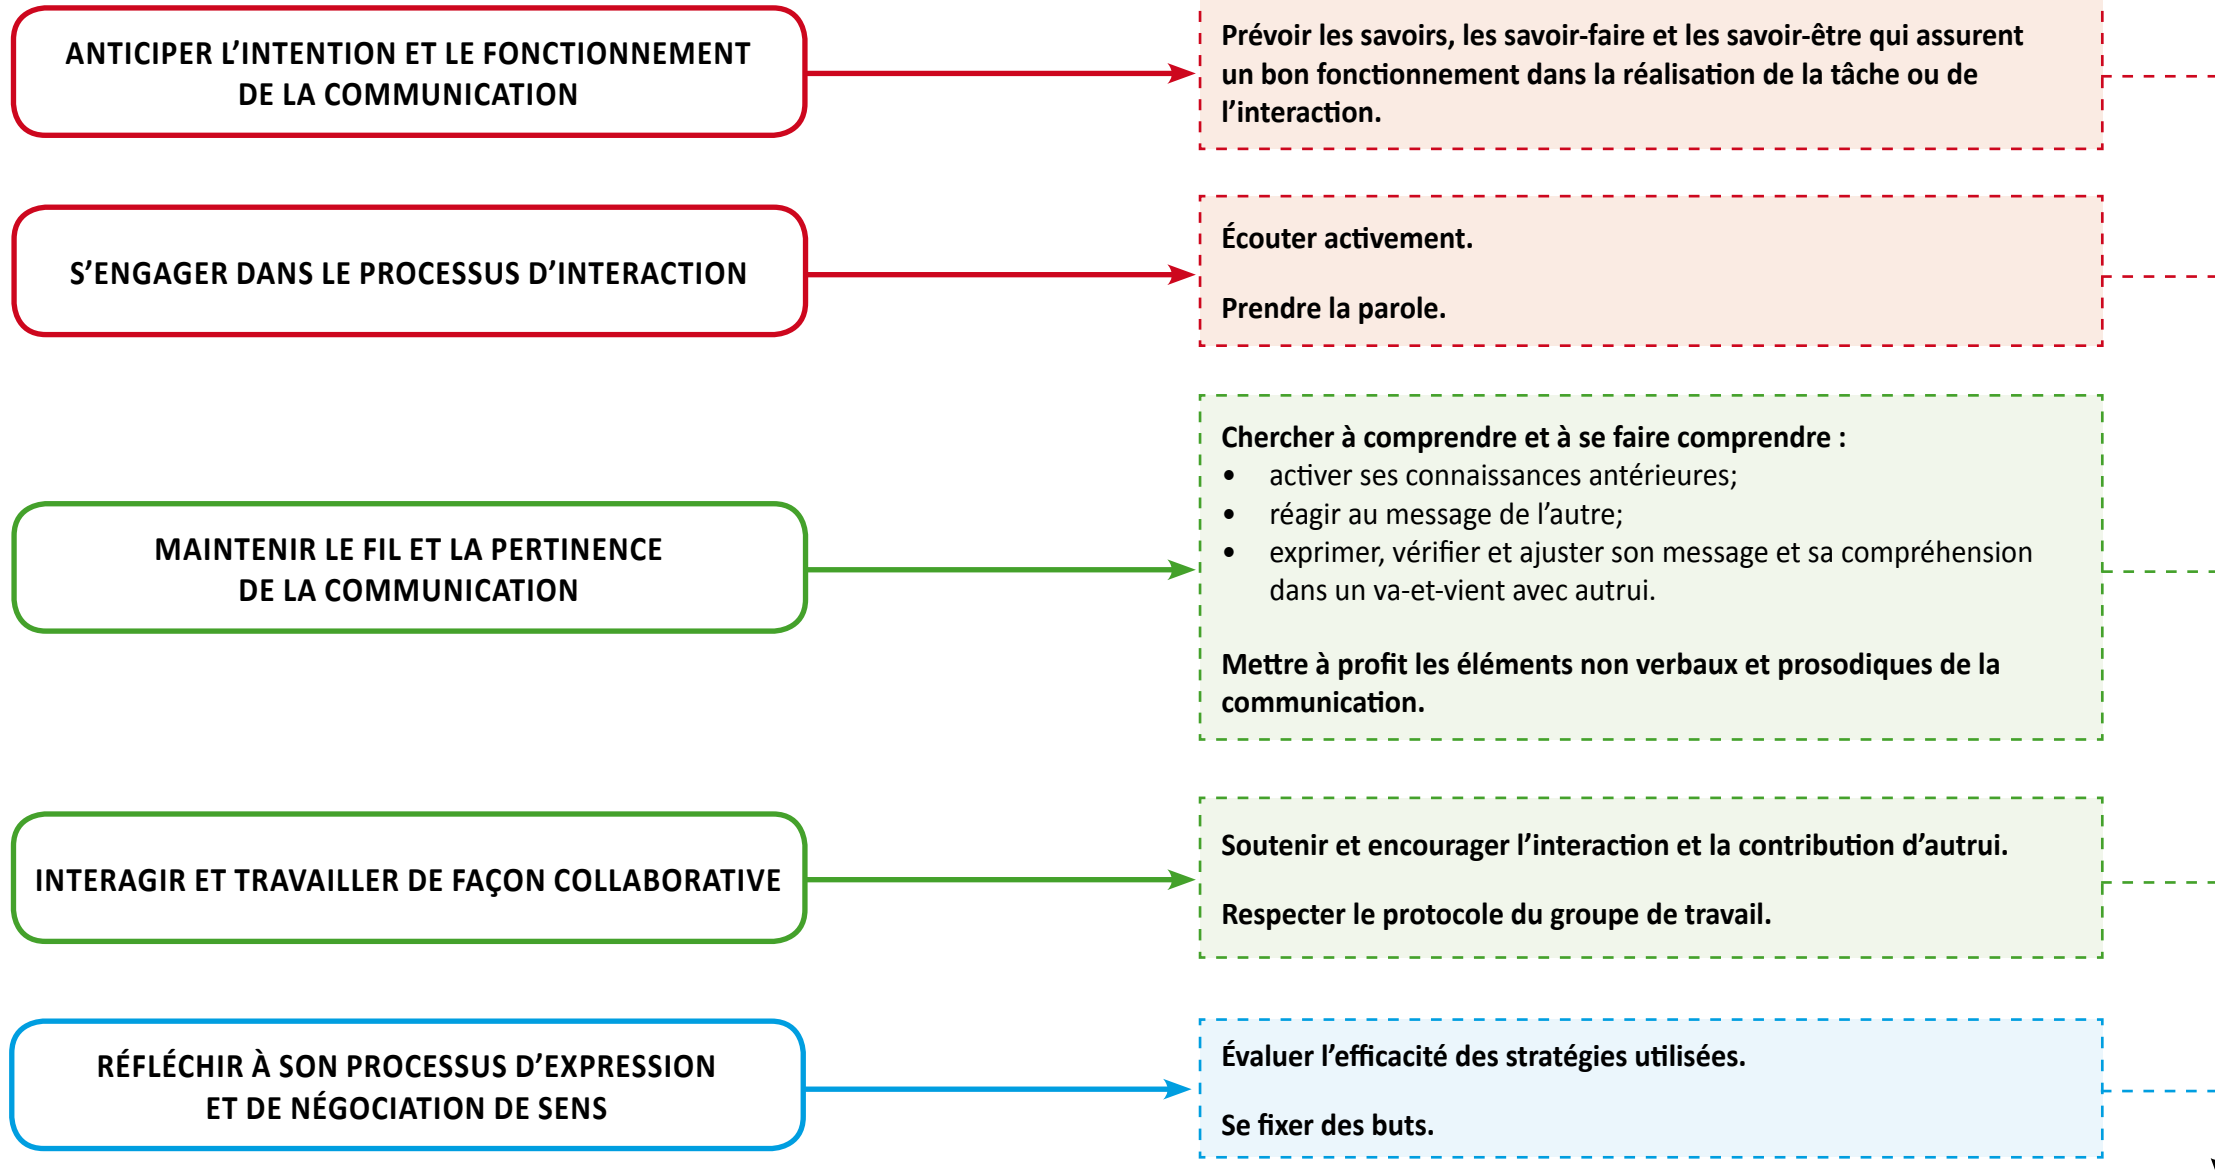 ANTICIPER L’INTENTION ET LE FONCTIONNEMENT
DE LA COMMUNICATION
Prévoir les savoirs, les savoir-faire et les savoir-être qui assurent
un bon fonctionnement dans la réalisation de la tâche ou de
l’interaction.
S’ENGAGER DANS LE PROCESSUS D’INTERACTION
Écouter activement.
Prendre la parole.
MAINTENIR LE FIL ET LA PERTINENCE
DE LA COMMUNICATION
Chercher à comprendre et à se faire comprendre :
• activer ses connaissances antérieures;
• réagir au message de l’autre;
• exprimer, vérifier et ajuster son message et sa compréhension
dans un va-et-vient avec autrui.
Mettre à profit les éléments non verbaux et prosodiques de la
communication.
INTERAGIR ET TRAVAILLER DE FAÇON COLLABORATIVE
Soutenir et encourager l’interaction et la contribution d’autrui.
Respecter le protocole du groupe de travail.
RÉFLÉCHIR À SON PROCESSUS D’EXPRESSION
ET DE NÉGOCIATION DE SENS
Évaluer l’efficacité des stratégies utilisées.
Se fixer des buts.